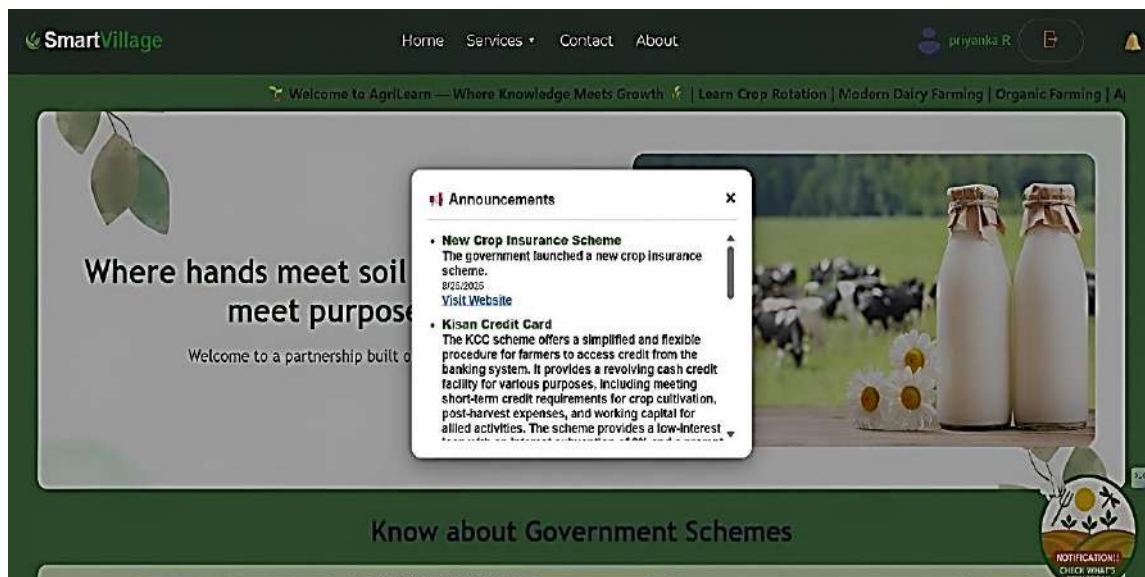 SmartVillage
Home Services Contact About
priyanka R
Welcome to AgriLearn — Where Knowledge Meets Growth | Learn Crop Rotation | Modern Dairy Farming | Organic Farming |
Announcements
×
• New Crop Insurance Scheme
The government launched a new crop insurance
scheme.
8/25/2025
Visit Website
• Kisan Credit Card
The KCC scheme offers a simplified and flexible
procedure for farmers to access credit from the
banking system. It provides a revolving cash credit
facility for various purposes, including meeting
short-term credit requirements for crop cultivation,
post-harvest expenses, and working capital for
allied activities. The scheme provides a low-interest
Where hands meet soil
meet purpose
Welcome to a partnership built o
Know about Government Schemes
NOTIFICATION!!
CHECK WHAT'S